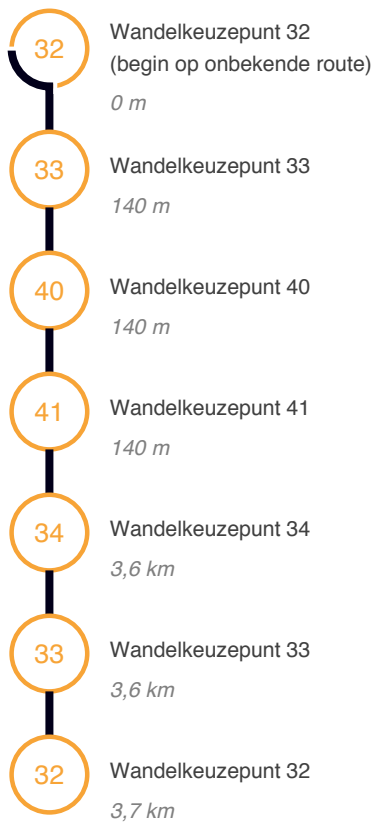 32
Wandelkeuzepunt 32
(begin op onbekende route)
0 m
33
Wandelkeuzepunt 33
140 m
40
Wandelkeuzepunt 40
140 m
41
Wandelkeuzepunt 41
140 m
34
Wandelkeuzepunt 34
3,6 km
33
Wandelkeuzepunt 33
3,6 km
32
Wandelkeuzepunt 32
3,7 km